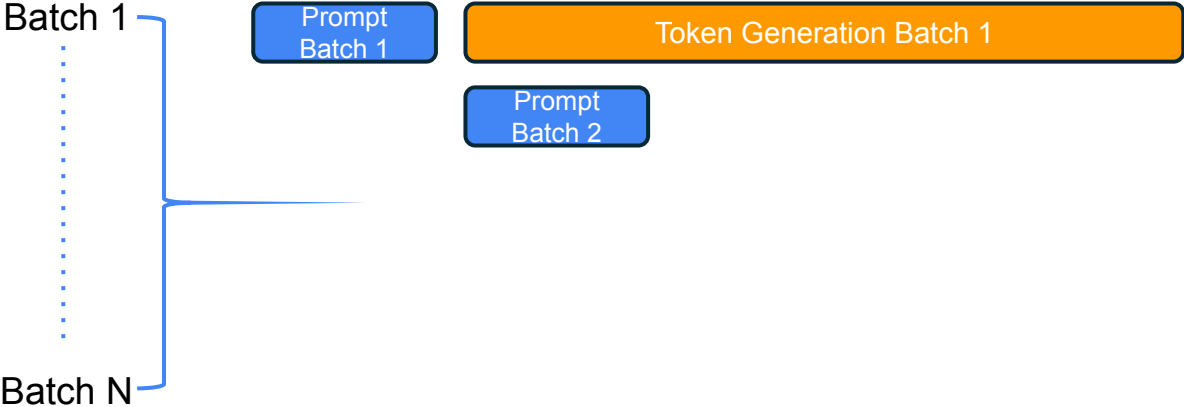 Batch 1
Prompt
Batch 1
Token Generation Batch 1
Prompt
Batch 2
Batch N